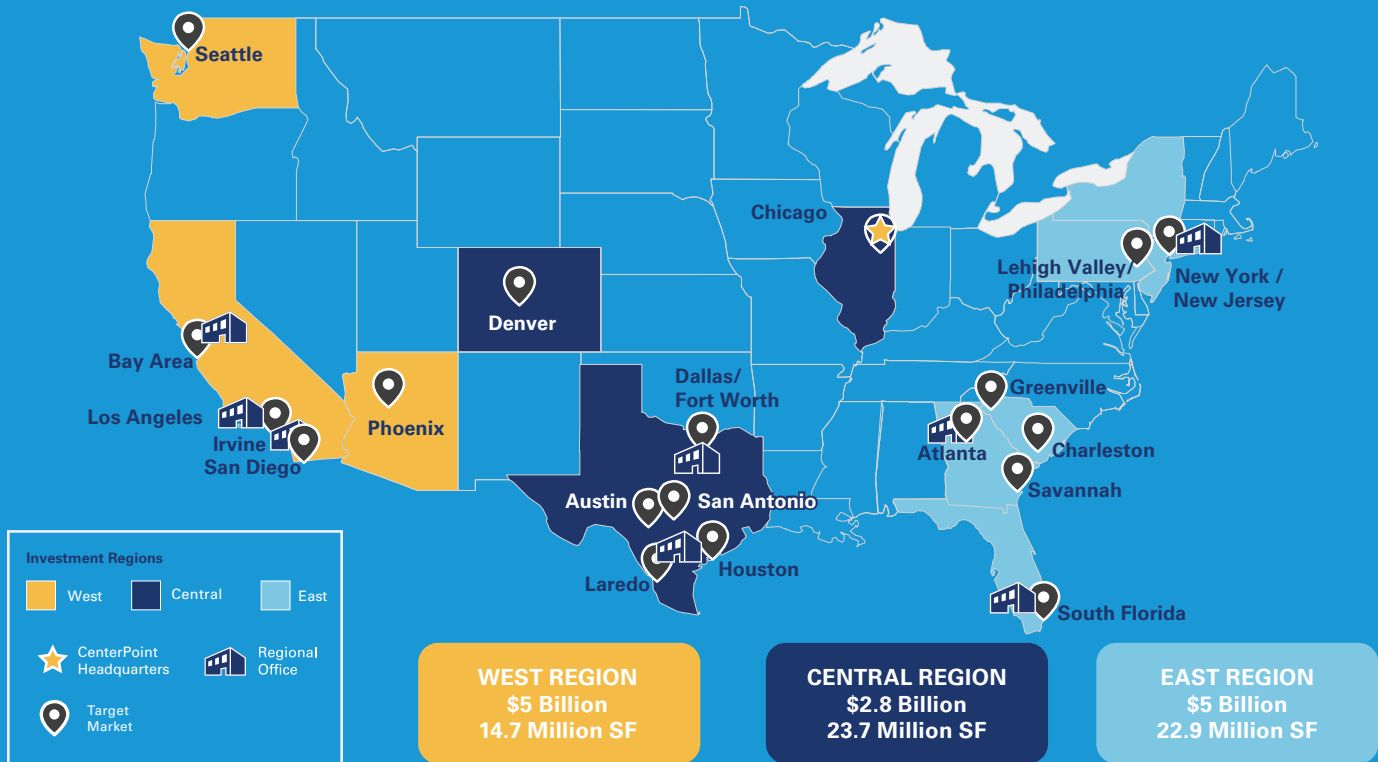 Seattle
Chicago
Lehigh Valley/
Philadelphia
New York /
New Jersey
Denver
Bay Area
Los Angeles
Irvine
San Diego
Phoenix
Dallas/
Fort Worth
Greenville
Atlanta
Charleston
Savannah
Austin
San Antonio
Houston
Laredo
South Florida
Investment Regions
West
Central
East
CenterPoint
Headquarters
Regional
Office
Target
Market
WEST REGION
$5 Billion
14.7 Million SF
CENTRAL REGION
$2.8 Billion
23.7 Million SF
EAST REGION
$5 Billion
22.9 Million SF